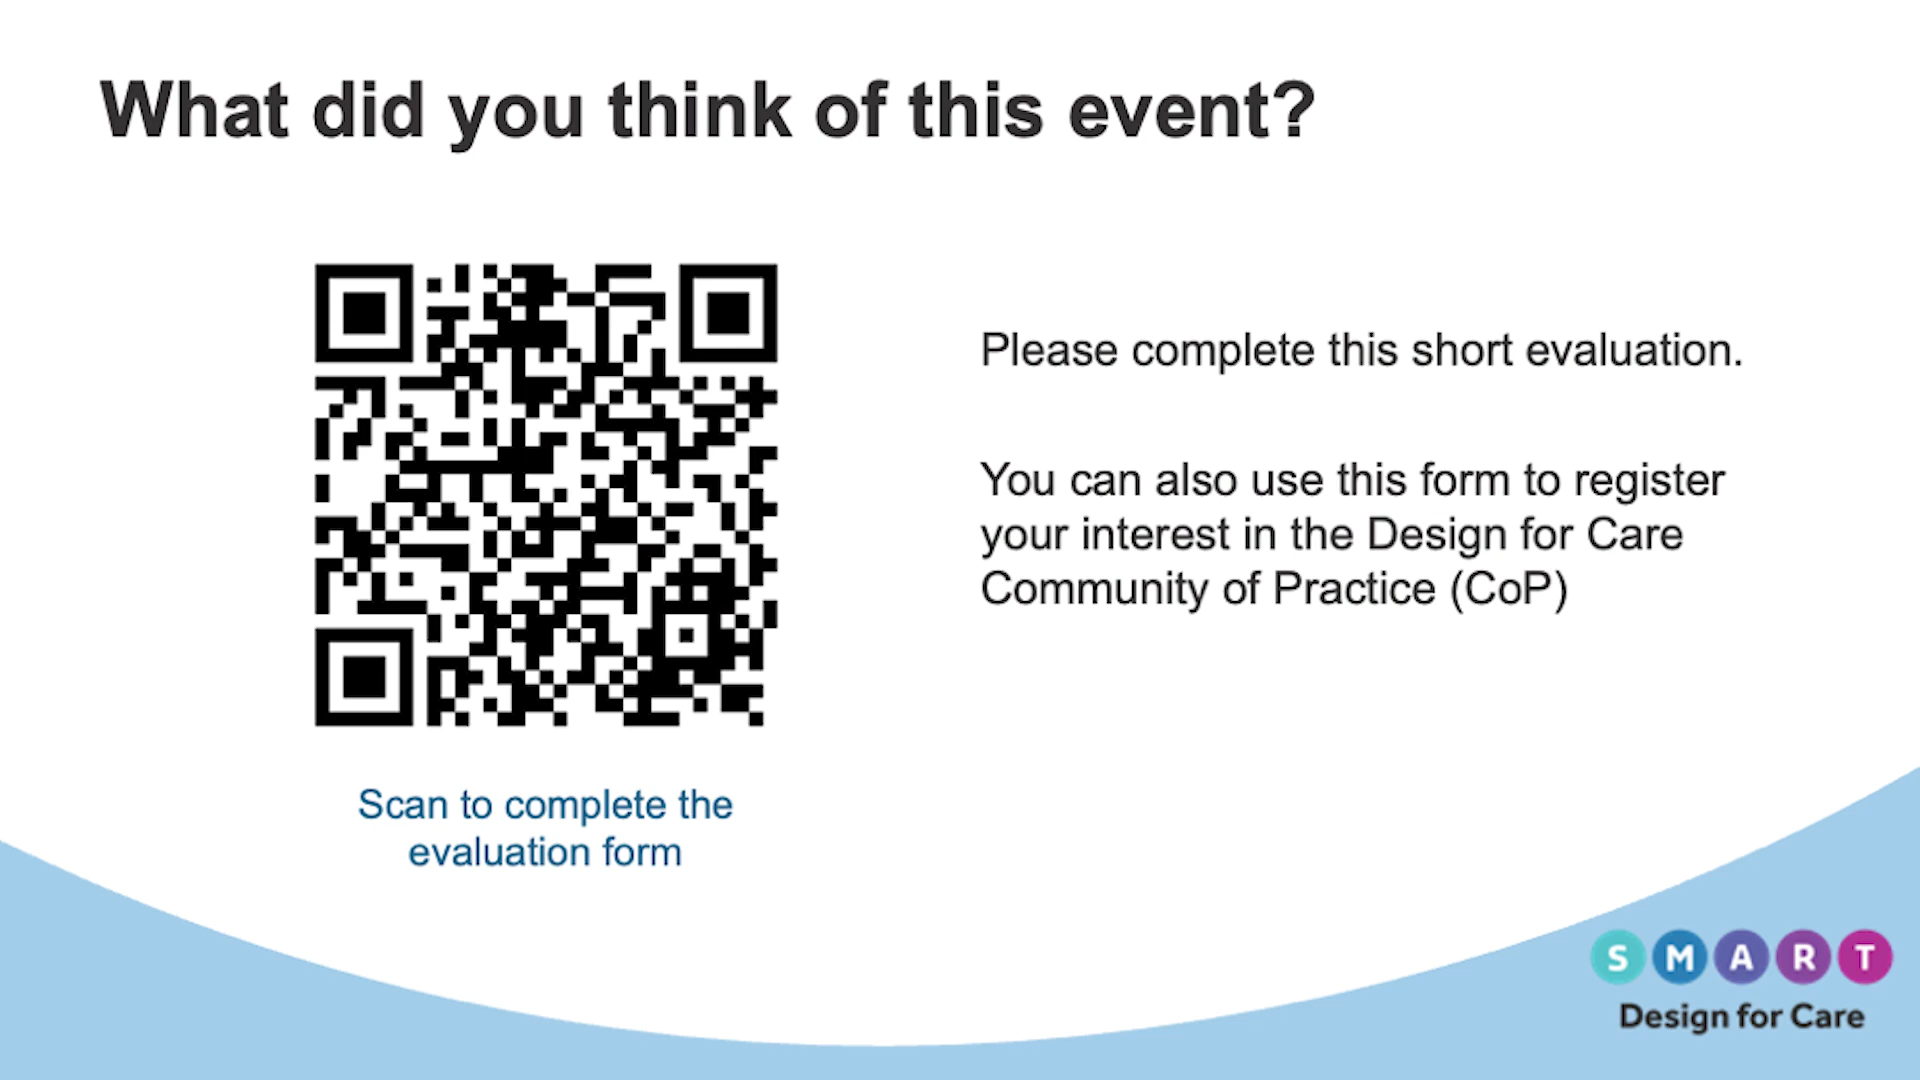 What did you think of this event?
Please complete this short evaluation.
You can also use this form to register
your interest in the Design for Care
Community of Practice (CoP)
Scan to complete the
evaluation form
SMART
Design for Care